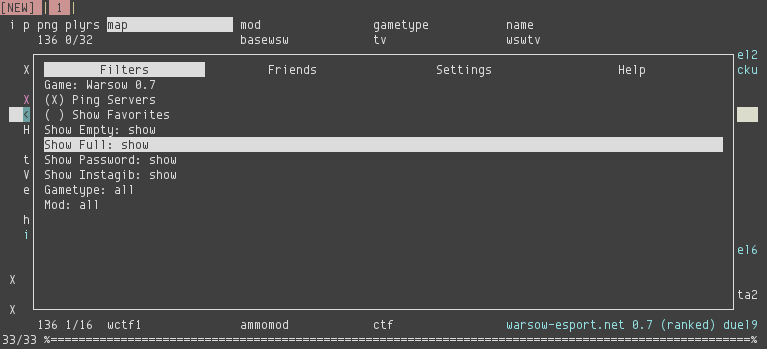 [NEW] | 1 |
i p png plyrs map mod gametype name
136 0/32 basewsw tv wswtv
el2
X Filters Friends Settings Help cku
Game: Warsow 0.7
X (X) Ping Servers
< ( ) Show Favorites
H Show Empty: show
Show Full: show
t Show Password: show
V Show Instagib: show
e Gametype: all
Mod: all
h
i
el6
X
ta2
X
136 1/16 wctf1 ammomod ctf warsow-esport.net 0.7 (ranked) duel9
33/33 %==============================================================================================%